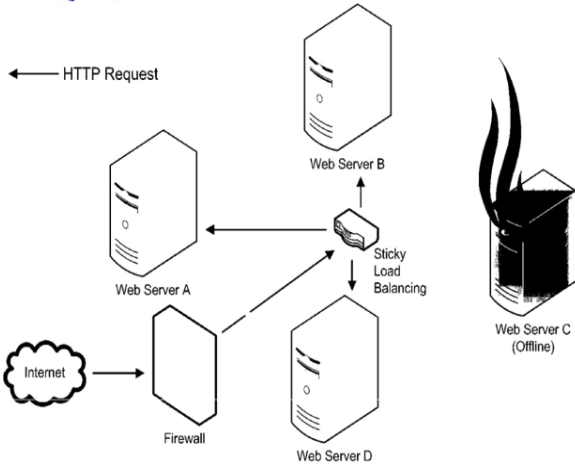 HTTP Request
Web Server B
Web Server A
Sticky
Load
Balancing
Web Server C
(Offline)
Internet
Firewall
Web Server D